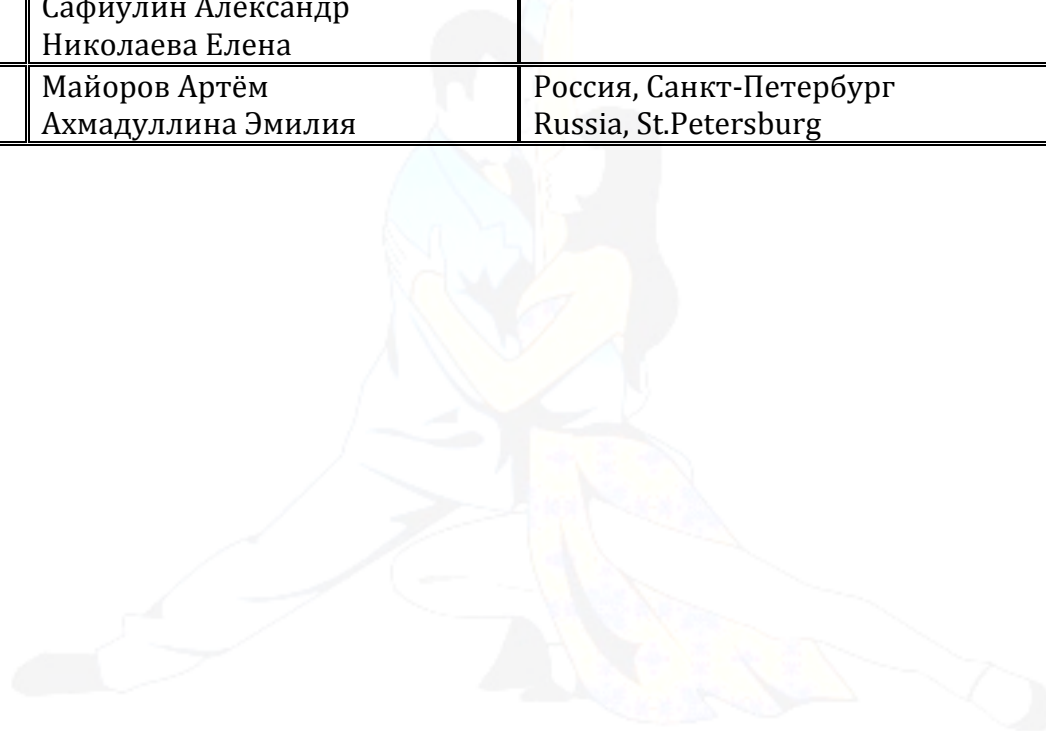 Сафиулин Александр
Николаева Елена
Майоров Артём
Ахмадуллина Эмилия
Россия, Санкт-Петербург
Russia, St.Petersburg